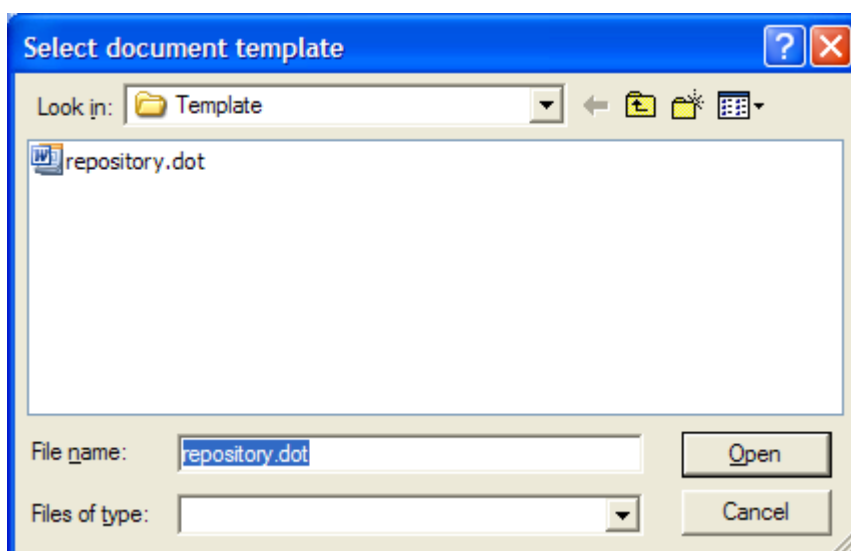 Select document template
Look in: Template
repository.dot
File name: repository.dot Open
Files of type: Cancel